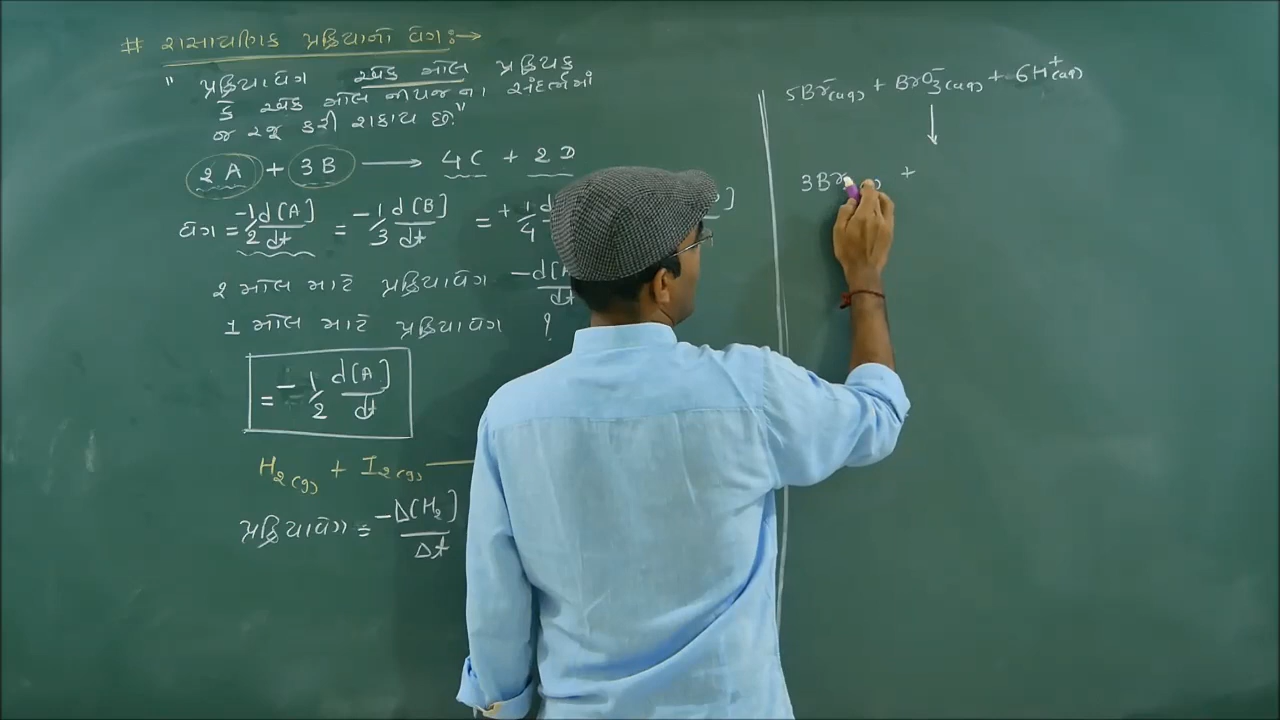 # રાસાયણિક પ્રક્રિયાનો વેગ :→
" પ્રક્રિયાવેગ એક મોલ પ્રક્રિયક
કે એક મોલ નીપજના સંદર્ભમાં
જ રજૂ કરી શકાય છે."
2A + 3B → 4C + 2D
વેગ = -1/2 d[A]/dt = -1/3 d[B]/dt = +1/4
2 મોલ માટે પ્રક્રિયાવેગ -d[A
1 મોલ માટે પ્રક્રિયાવેગ ?
= - 1/2 d[A]/dt
H₂(g) + I₂(g)
પ્રક્રિયાવેગ = -Δ[H₂]/Δt
5Br⁻(aq) + BrO₃⁻(aq) + 6H⁺(aq)
↓
3Br +